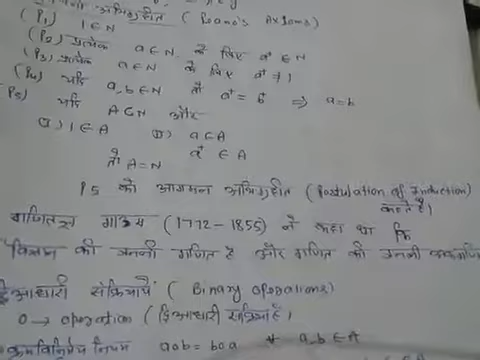 अभिग्रहीत (Peano's Axioms)
(P₁) 1 ∈ N
(P₂) प्रत्येक a ∈ N के लिए a⁺ ∈ N
(P₃) प्रत्येक a ∈ N के लिए a⁺ ≠ 1
(P₄) यदि a, b ∈ N तो a⁺ = b⁺ ⇒ a = b
P₅) यदि A ⊂ N और
(a) 1 ∈ A (b) a ∈ A
तो A = N a⁺ ∈ A
P5 को आगमन अभिग्रहीत (Postulation of Induction)
कहते है।
गणितज्ञ गाउस (1772-1855) ने कहा था कि
विज्ञान की जननी गणित है और गणित की जननी
द्विआधारी संक्रियायें (Binary operations)
o → operation (द्विआधारी संक्रिया है)
क्रमविनिमेय नियम aob = boa ∀ a, b ∈ A